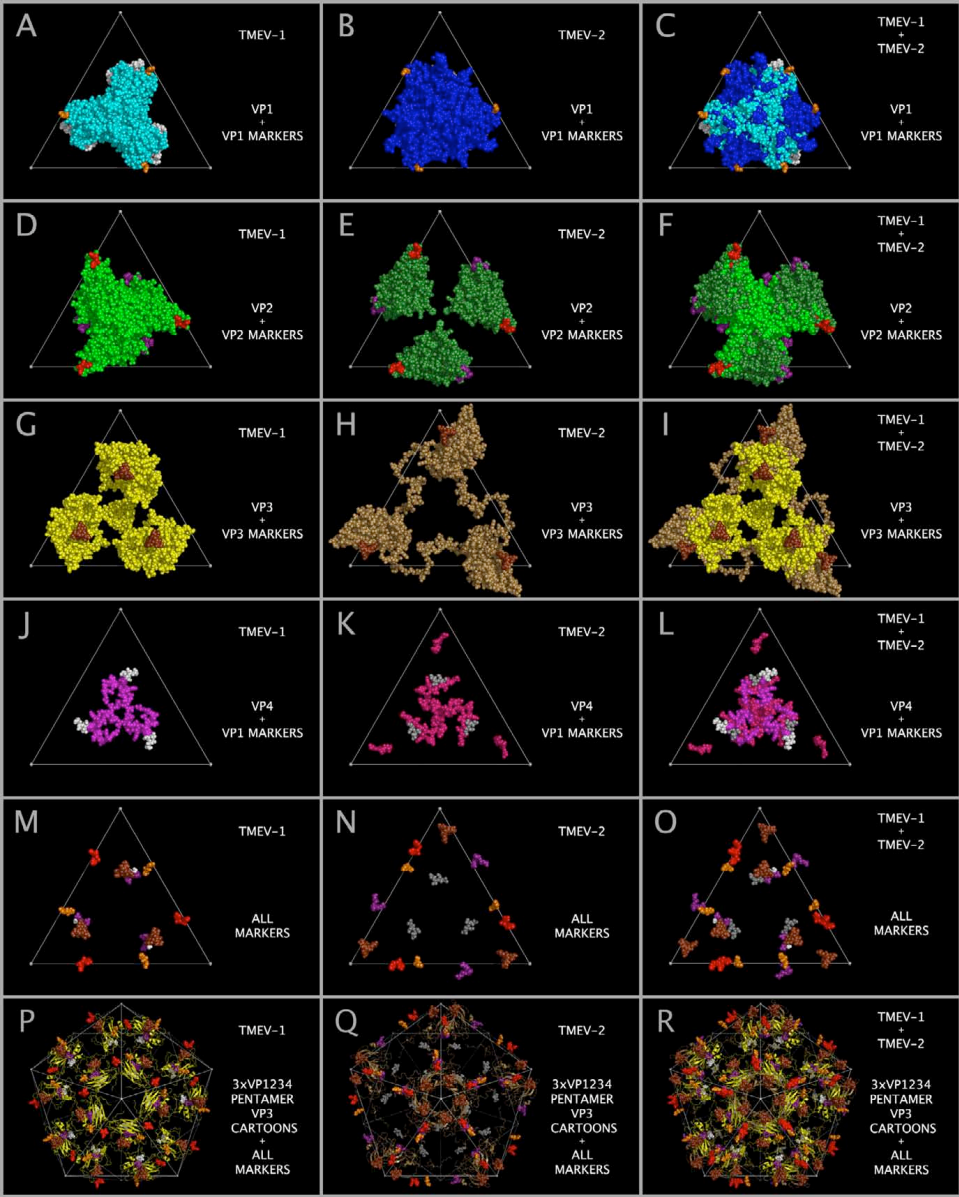 A
TMEV-1
VP1
+
VP1 MARKERS
B
TMEV-2
VP1
+
VP1 MARKERS
C
TMEV-1
+
TMEV-2
VP1
+
VP1 MARKERS
D
TMEV-1
VP2
+
VP2 MARKERS
E
TMEV-2
VP2
+
VP2 MARKERS
F
TMEV-1
+
TMEV-2
VP2
+
VP2 MARKERS
G
TMEV-1
VP3
+
VP3 MARKERS
H
TMEV-2
VP3
+
VP3 MARKERS
I
TMEV-1
+
TMEV-2
VP3
+
VP3 MARKERS
J
TMEV-1
VP4
+
VP1 MARKERS
K
TMEV-2
VP4
+
VP1 MARKERS
L
TMEV-1
+
TMEV-2
VP4
+
VP1 MARKERS
M
TMEV-1
ALL
MARKERS
N
TMEV-2
ALL
MARKERS
O
TMEV-1
+
TMEV-2
ALL
MARKERS
P
TMEV-1
3xVP1234
PENTAMER
VP3
CARTOONS
+
ALL
MARKERS
Q
TMEV-2
3xVP1234
PENTAMER
VP3
CARTOONS
+
ALL
MARKERS
R
TMEV-1
+
TMEV-2
3xVP1234
PENTAMER
VP3
CARTOONS
+
ALL
MARKERS